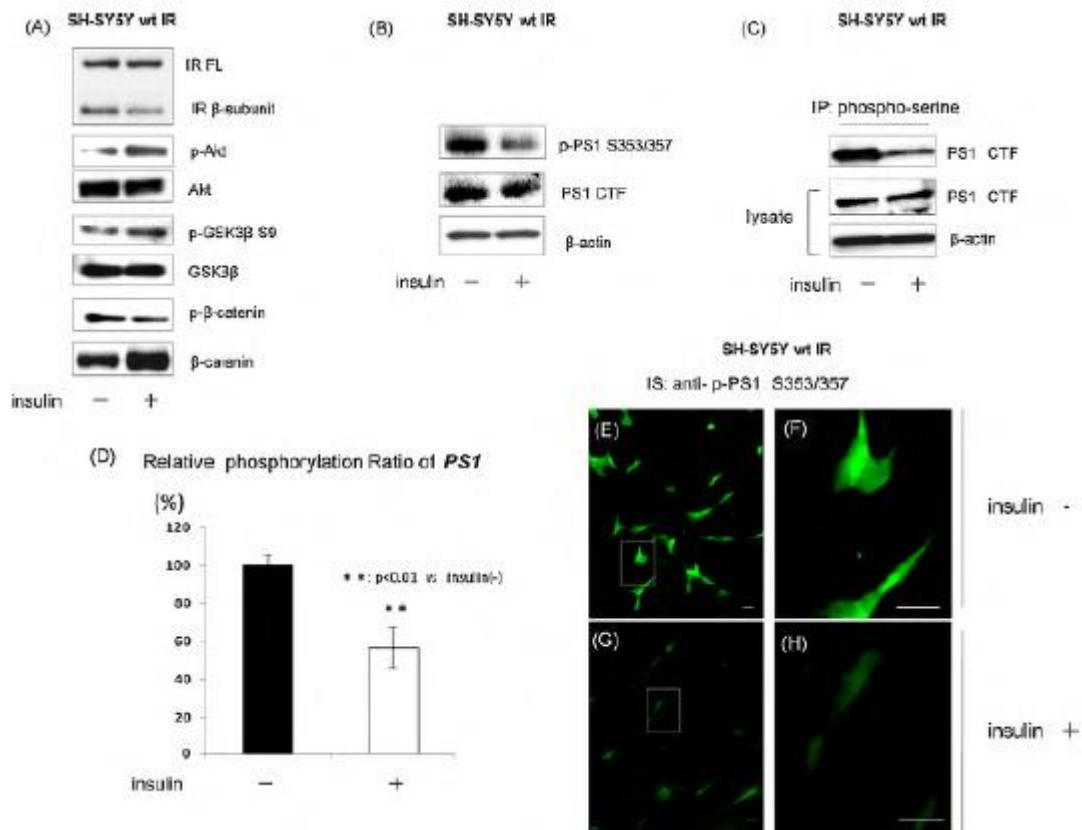 (A) SH-SY5Y wt IR
IR FL
IR β-subunit
p-Akt
Akt
p-GSK3β S9
GSK3β
p-β-catenin
β-catenin
insulin − +
(B) SH-SY5Y wt IR
p-PS1 S353/357
PS1 CTF
β-actin
insulin − +
(C) SH-SY5Y wt IR
IP: phospho-serine
PS1 CTF
lysate
PS1 CTF
β-actin
insulin − +
(D) Relative phosphorylation Ratio of PS1
(%)
120
100
80
60
40
20
0
**: p<0.01 vs insulin(-)
**
insulin − +
SH-SY5Y wt IR
IS: anti- p-PS1 S353/357
(E)
(F)
insulin -
(G)
(H)
insulin +